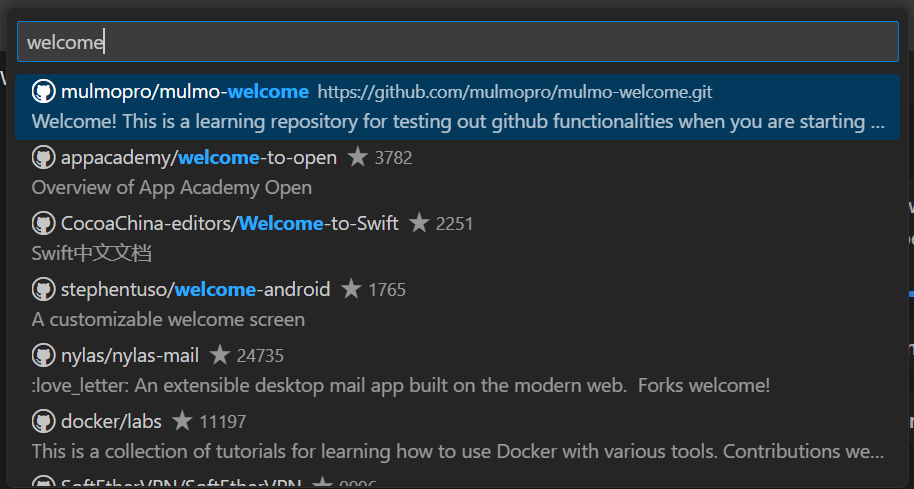 welcome
mulmopro/mulmo-welcome https://github.com/mulmopro/mulmo-welcome.git
Welcome! This is a learning repository for testing out github functionalities when you are starting ...
appacademy/welcome-to-open ★ 3782
Overview of App Academy Open
CocoaChina-editors/Welcome-to-Swift ★ 2251
Swift中文文档
stephentuso/welcome-android ★ 1765
A customizable welcome screen
nylas/nylas-mail ★ 24735
:love_letter: An extensible desktop mail app built on the modern web.  Forks welcome!
docker/labs ★ 11197
This is a collection of tutorials for learning how to use Docker with various tools. Contributions we...
SoftEtherVPN/SoftEtherVPN ★